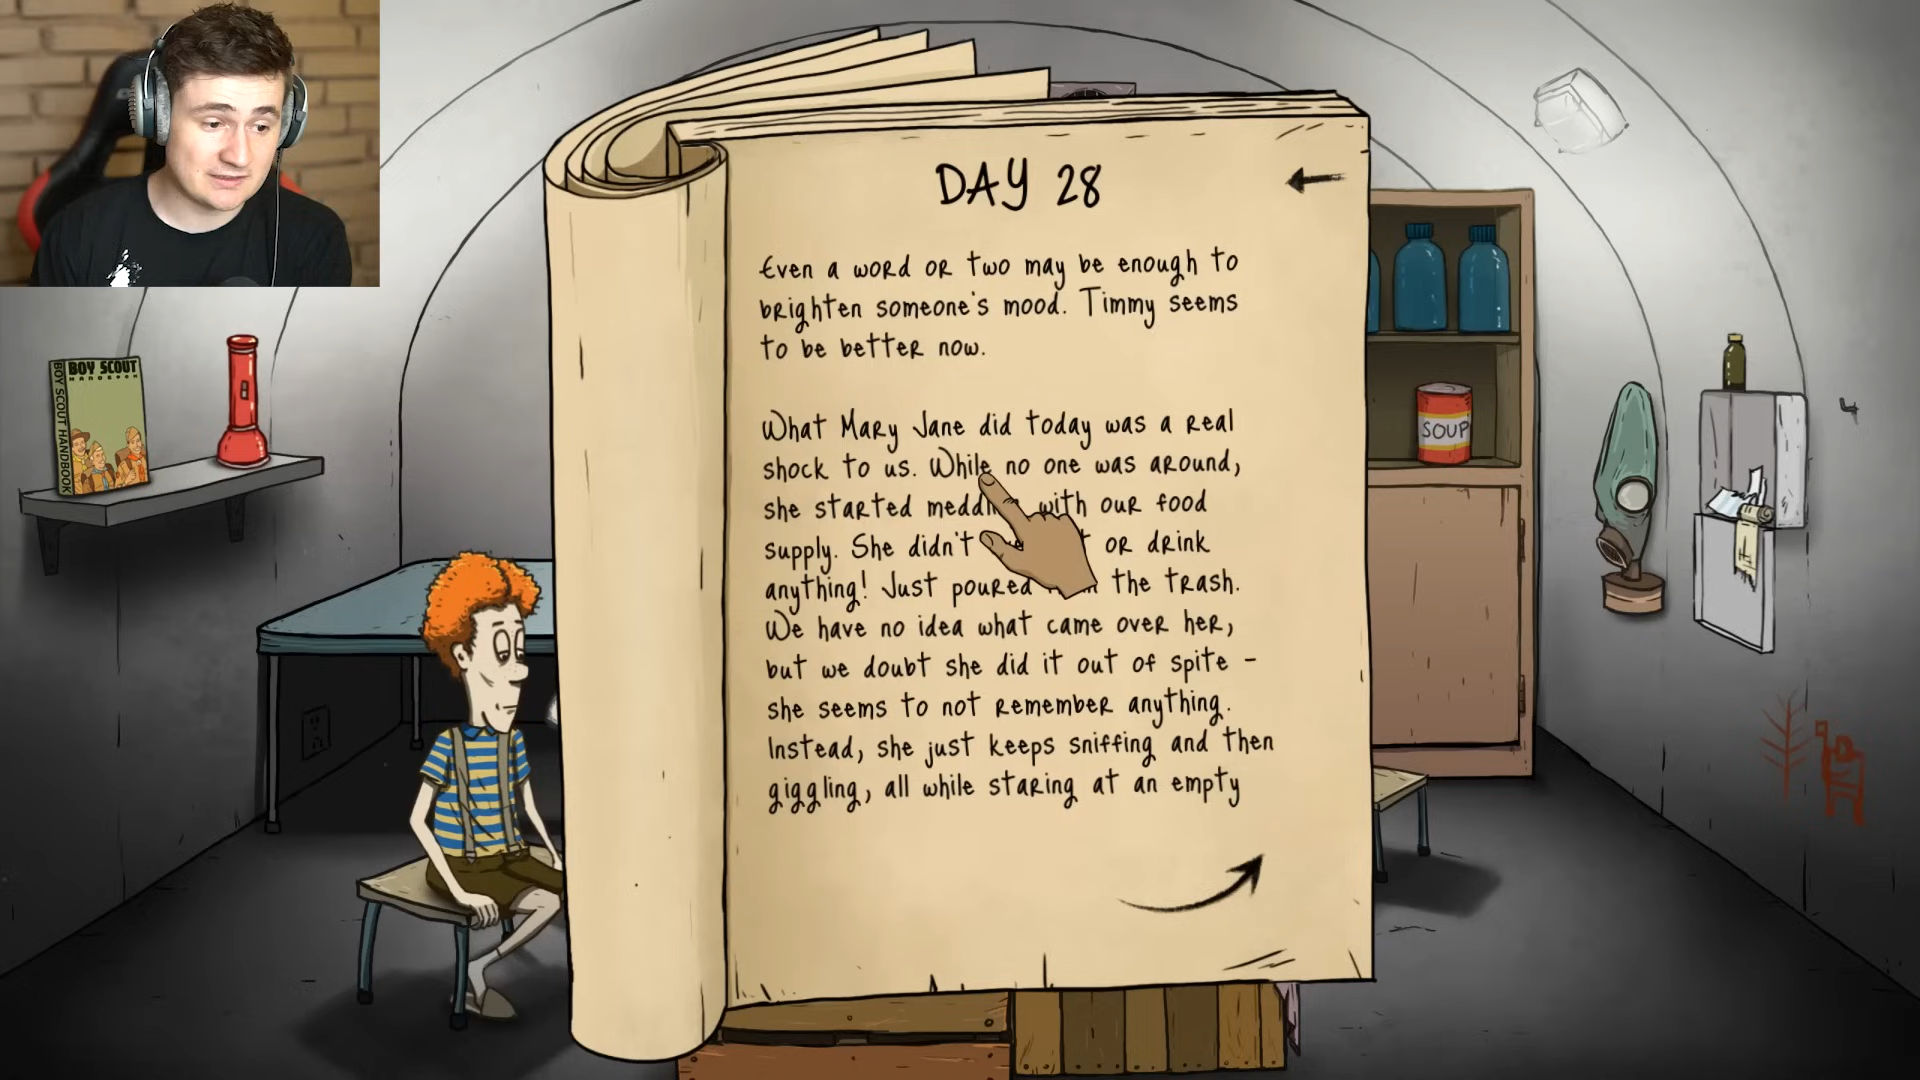 DAY 28
Even a word or two may be enough to
brighten someone's mood. Timmy seems
to be better now.
What Mary Jane did today was a real
shock to us. While no one was around,
she started with our food
supply. She didn't or drink
anything! Just poured the trash.
We have no idea what came over her,
but we doubt she did it out of spite -
she seems to not remember anything.
Instead, she just keeps sniffing and then
giggling, all while staring at an empty
BOY SCOUT
HANDBOOK
BOY SCOUT HANDBOOK
SOUP